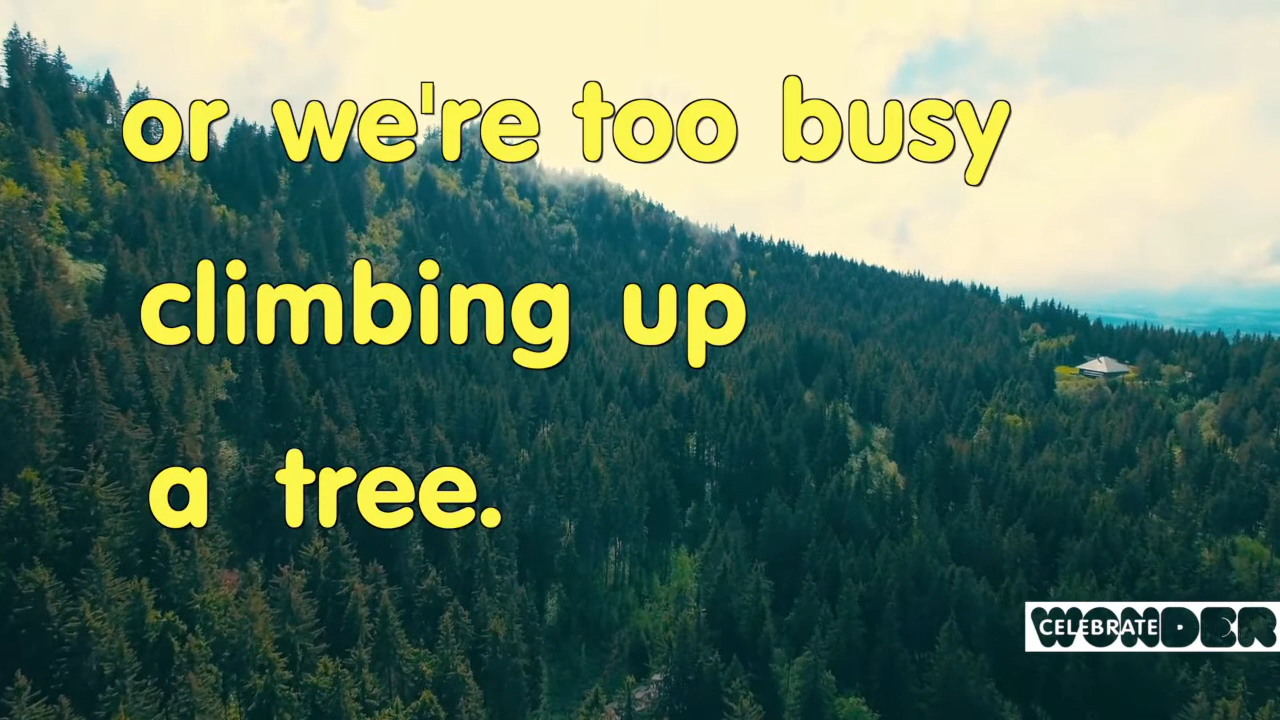 or we're too busy
climbing up
a tree.
CELEBRATE WONDER